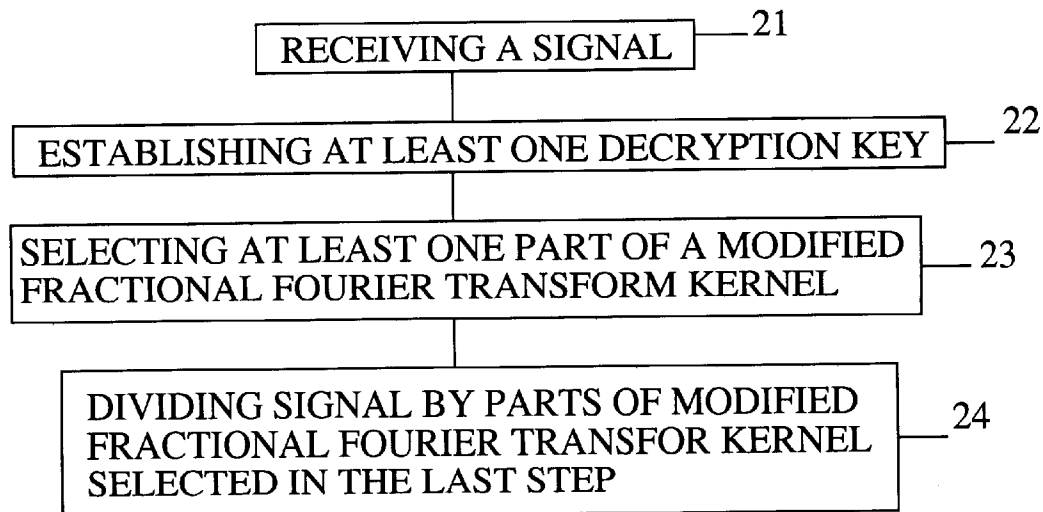 RECEIVING A SIGNAL
21
ESTABLISHING AT LEAST ONE DECRYPTION KEY
22
SELECTING AT LEAST ONE PART OF A MODIFIED
FRACTIONAL FOURIER TRANSFORM KERNEL
23
DIVIDING SIGNAL BY PARTS OF MODIFIED
FRACTIONAL FOURIER TRANSFOR KERNEL
SELECTED IN THE LAST STEP
24